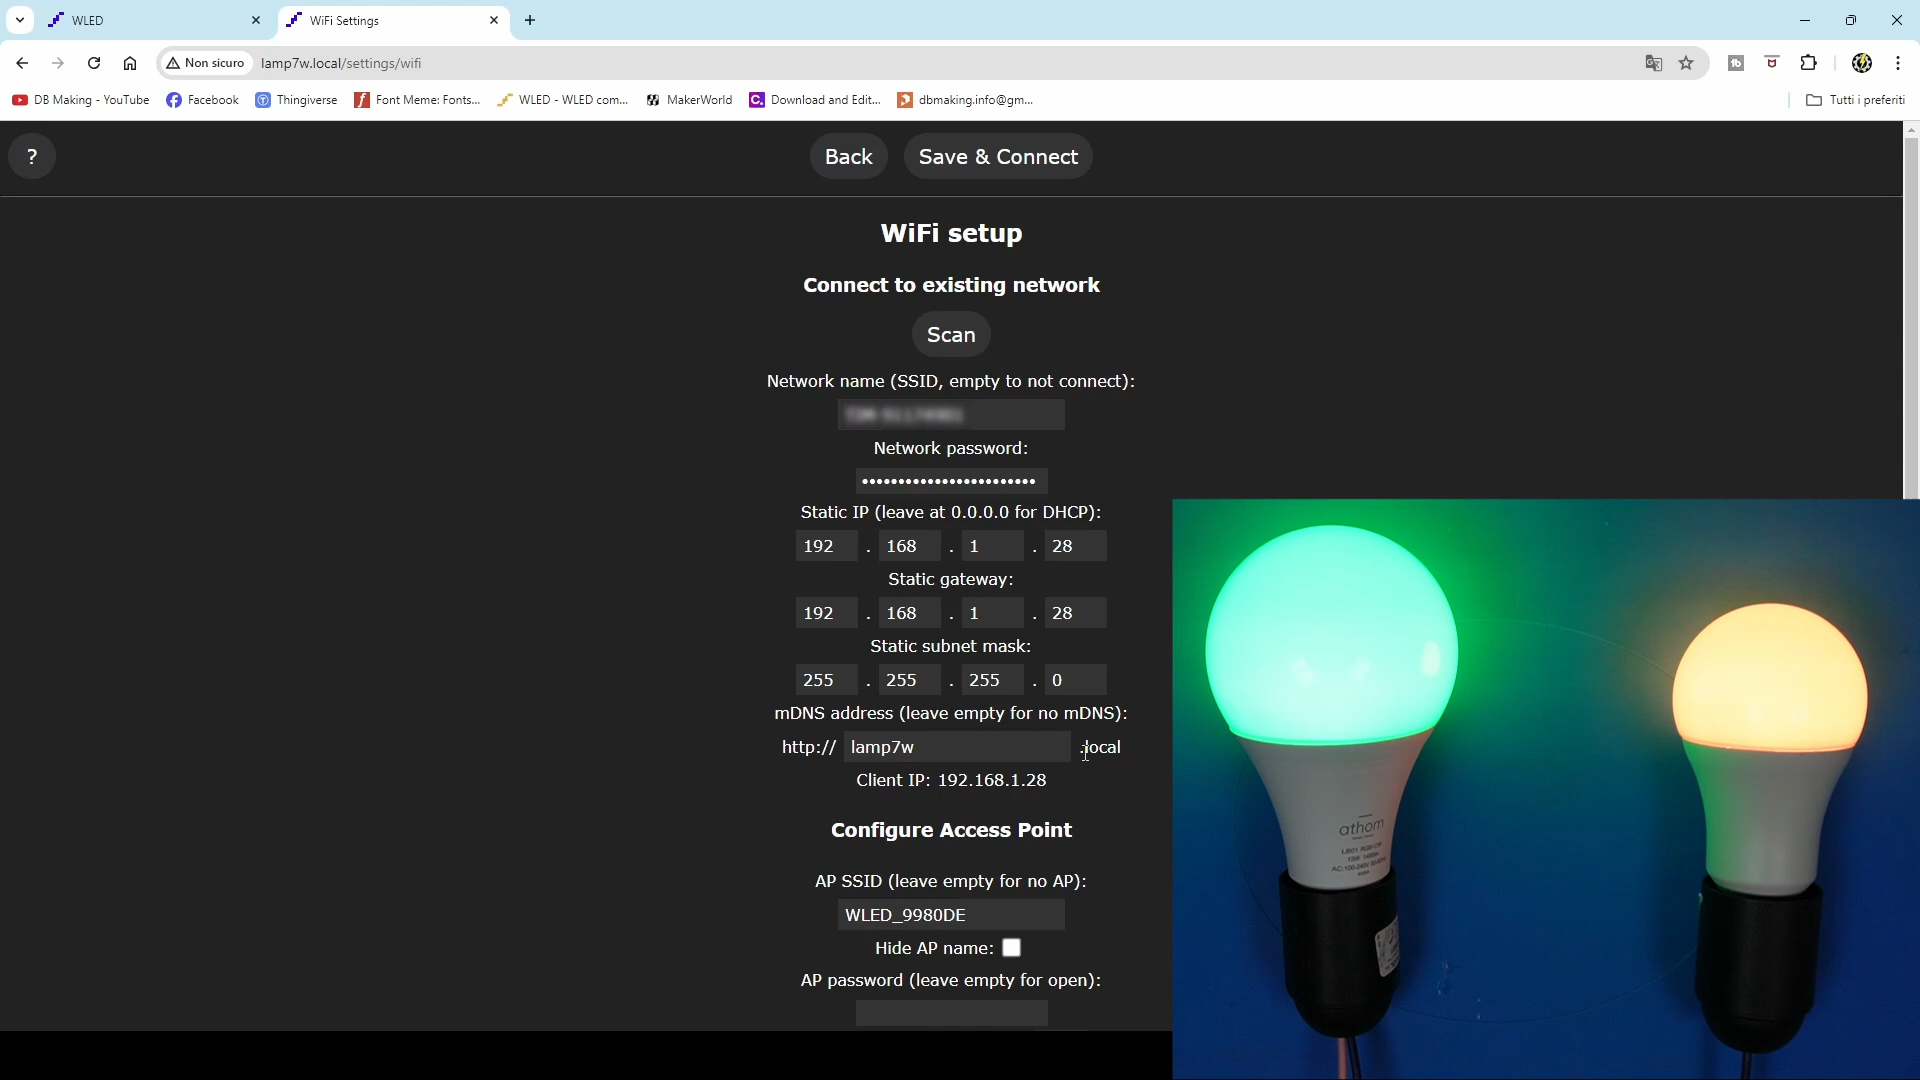 WLED
WiFi Settings
Non sicuro
lamp7w.local/settings/wifi
DB Making - YouTube
Facebook
Thingiverse
Font Meme: Fonts...
WLED - WLED com...
MakerWorld
Download and Edit...
dbmaking.info@gm...
Tutti i preferiti
?
Back
Save & Connect
WiFi setup
Connect to existing network
Scan
Network name (SSID, empty to not connect):
Network password:
••••••••••••••••••••••••
Static IP (leave at 0.0.0.0 for DHCP):
192 . 168 . 1 . 28
Static gateway:
192 . 168 . 1 . 28
Static subnet mask:
255 . 255 . 255 . 0
mDNS address (leave empty for no mDNS):
http:// lamp7w .local
Client IP: 192.168.1.28
Configure Access Point
AP SSID (leave empty for no AP):
WLED_9980DE
Hide AP name:
AP password (leave empty for open):
athom